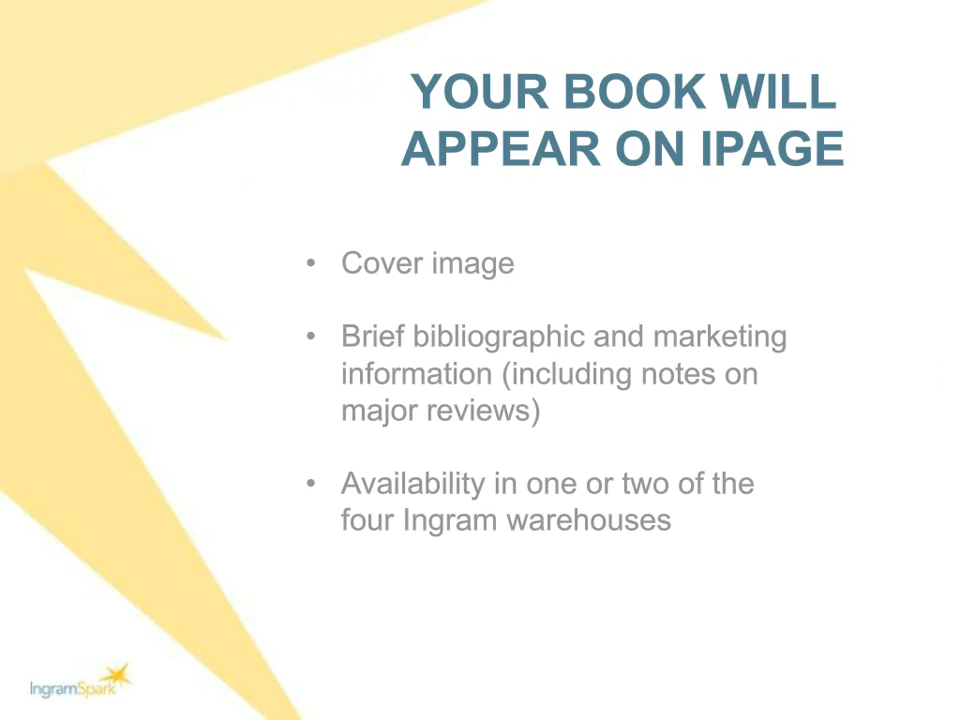 YOUR BOOK WILL
APPEAR ON IPAGE
• Cover image
• Brief bibliographic and marketing
information (including notes on
major reviews)
• Availability in one or two of the
four Ingram warehouses
IngramSpark